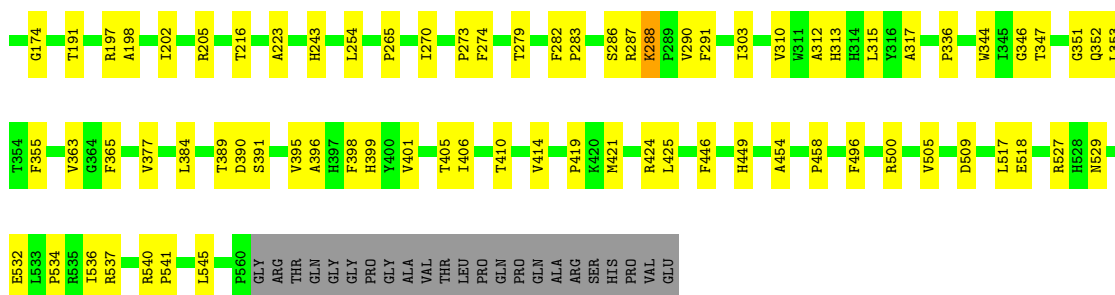 G174 T191 R197 A198 I202 R205 T216 A223 H243 L254 P265 I270 P273 F274 T279 F282 P283 S286 R287 K288 P289 V290 F291 I303 V310 W311 A312 H313 H314 L315 Y316 A317 P336 W344 I345 G346 T347 G351 Q352 L353
T354 F355 V363 G364 F365 V377 L384 T389 D390 S391 V395 A396 H397 F398 H399 Y400 V401 T405 I406 T410 V414 P419 K420 M421 R424 L425 F446 H449 A454 P458 F496 R500 V505 D509 L517 E518 R527 H528 N529
E532 L533 P534 R535 I536 R537 R540 P541 L545 P560 GLY ARG THR GLN GLY GLY PRO GLY ALA VAL THR LEU PRO GLN PRO GLN ALA ARG SER HIS PRO VAL GLU